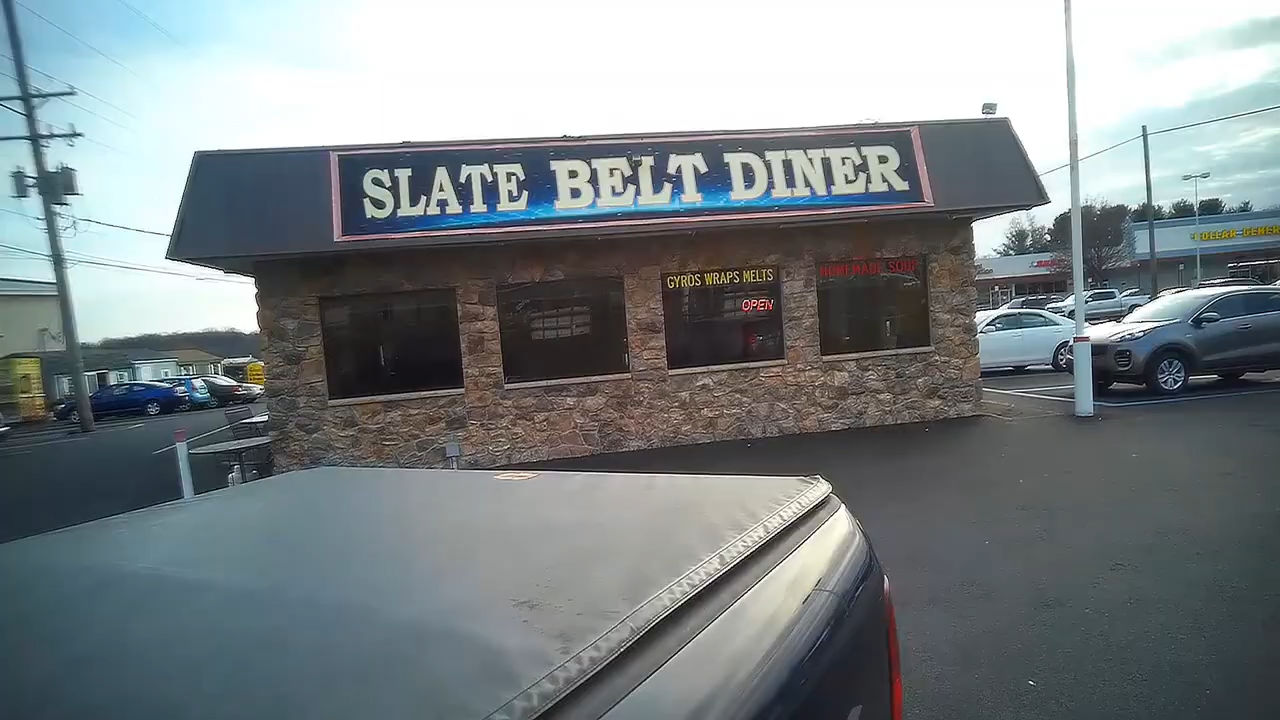 SLATE BELT DINER
GYROS WRAPS MELTS
OPEN
HOMEMADE SOUP
DOLLAR GENERAL